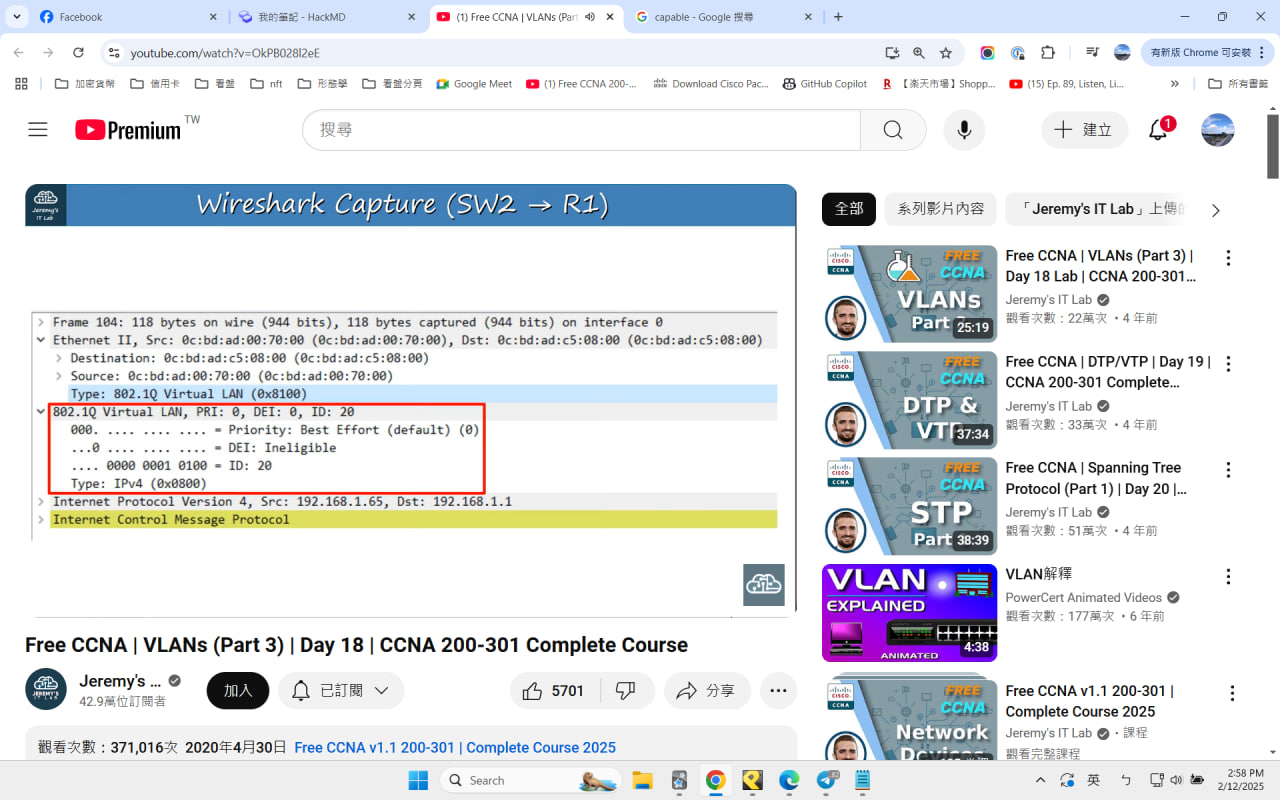 Facebook
我的筆記 - HackMD
(1) Free CCNA | VLANs (Part
capable - Google 搜尋
youtube.com/watch?v=OkPB028l2eE
有新版 Chrome 可安裝
加密貨幣
信用卡
看盤
nft
形態學
看盤分頁
Google Meet
(1) Free CCNA 200-...
Download Cisco Pac...
GitHub Copilot
【楽天市場】Shopp...
(15) Ep. 89, Listen, Li...
所有書籤
Premium TW
搜尋
建立
1
Jeremy's IT Lab
Wireshark Capture (SW2 → R1)
Frame 104: 118 bytes on wire (944 bits), 118 bytes captured (944 bits) on interface 0
Ethernet II, Src: 0c:bd:ad:00:70:00 (0c:bd:ad:00:70:00), Dst: 0c:bd:ad:c5:08:00 (0c:bd:ad:c5:08:00)
Destination: 0c:bd:ad:c5:08:00 (0c:bd:ad:c5:08:00)
Source: 0c:bd:ad:00:70:00 (0c:bd:ad:00:70:00)
Type: 802.1Q Virtual LAN (0x8100)
802.1Q Virtual LAN, PRI: 0, DEI: 0, ID: 20
000. .... .... .... = Priority: Best Effort (default) (0)
...0 .... .... .... = DEI: Ineligible
.... 0000 0001 0100 = ID: 20
Type: IPv4 (0x0800)
Internet Protocol Version 4, Src: 192.168.1.65, Dst: 192.168.1.1
Internet Control Message Protocol
Free CCNA | VLANs (Part 3) | Day 18 | CCNA 200-301 Complete Course
JEREMY'S IT LAB
Jeremy's ...
42.9萬位訂閱者
加入
已訂閱
5701
分享
觀看次數：371,016次 2020年4月30日 Free CCNA v1.1 200-301 | Complete Course 2025
全部
系列影片內容
「Jeremy's IT Lab」上傳的
CISCO.
CCNA
FREE
CCNA
VLANs
Part
25:19
Free CCNA | VLANs (Part 3) |
Day 18 Lab | CCNA 200-301...
Jeremy's IT Lab
觀看次數：22萬次 ・4 年前
CISCO.
CCNA
FREE
CCNA
DTP &
VTP
37:34
Free CCNA | DTP/VTP | Day 19 |
CCNA 200-301 Complete...
Jeremy's IT Lab
觀看次數：33萬次 ・4 年前
CISCO.
CCNA
FREE
CCNA
STP
Part
38:39
Free CCNA | Spanning Tree
Protocol (Part 1) | Day 20 |...
Jeremy's IT Lab
觀看次數：51萬次 ・4 年前
VLAN
EXPLAINED
ANIMATED
4:38
VLAN解釋
PowerCert Animated Videos
觀看次數：177萬次 ・6 年前
CISCO.
CCNA
FREE
CCNA
Network
Devices
Free CCNA v1.1 200-301 |
Complete Course 2025
Jeremy's IT Lab ・課程
觀看完整課程
Search
英
ㄅ
2:58 PM
2/12/2025